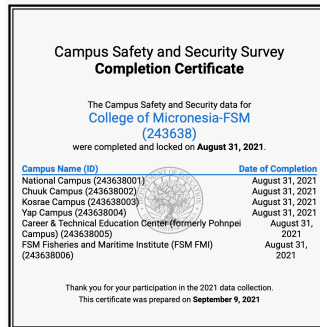 Campus Safety and Security Survey
Completion Certificate
The Campus Safety and Security data for
College of Micronesia-FSM
(243638)
were completed and locked on August 31, 2021.
Campus Name (ID) Date of Completion
National Campus (243638001) August 31, 2021
Chuuk Campus (243638002) August 31, 2021
Kosrae Campus (243638003) August 31, 2021
Yap Campus (243638004) August 31, 2021
Career & Technical Education Center (formerly Pohnpei August 31,
Campus) (243638005) 2021
FSM Fisheries and Maritime Institute (FSM FMI) August 31,
(243638006) 2021
Thank you for your participation in the 2021 data collection.
This certificate was prepared on September 9, 2021